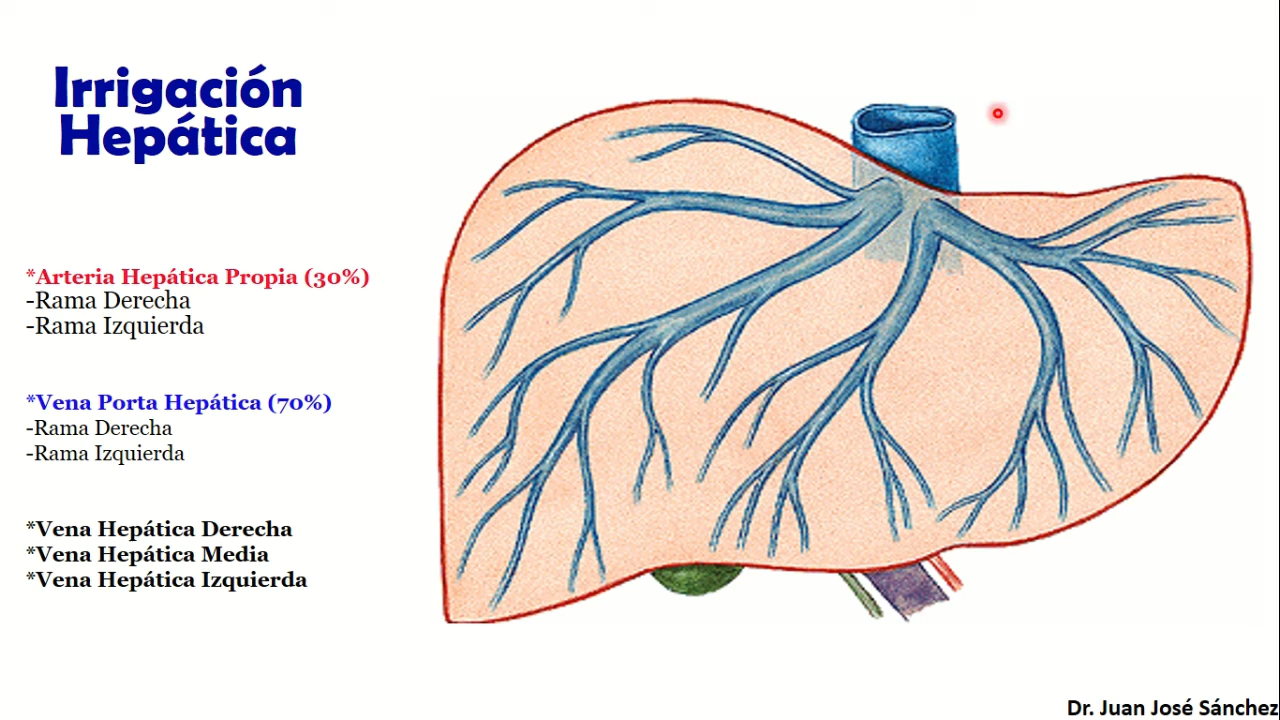 Irrigación
Hepática
*Arteria Hepática Propia (30%)
-Rama Derecha
-Rama Izquierda
*Vena Porta Hepática (70%)
-Rama Derecha
-Rama Izquierda
*Vena Hepática Derecha
*Vena Hepática Media
*Vena Hepática Izquierda
Dr. Juan José Sánchez